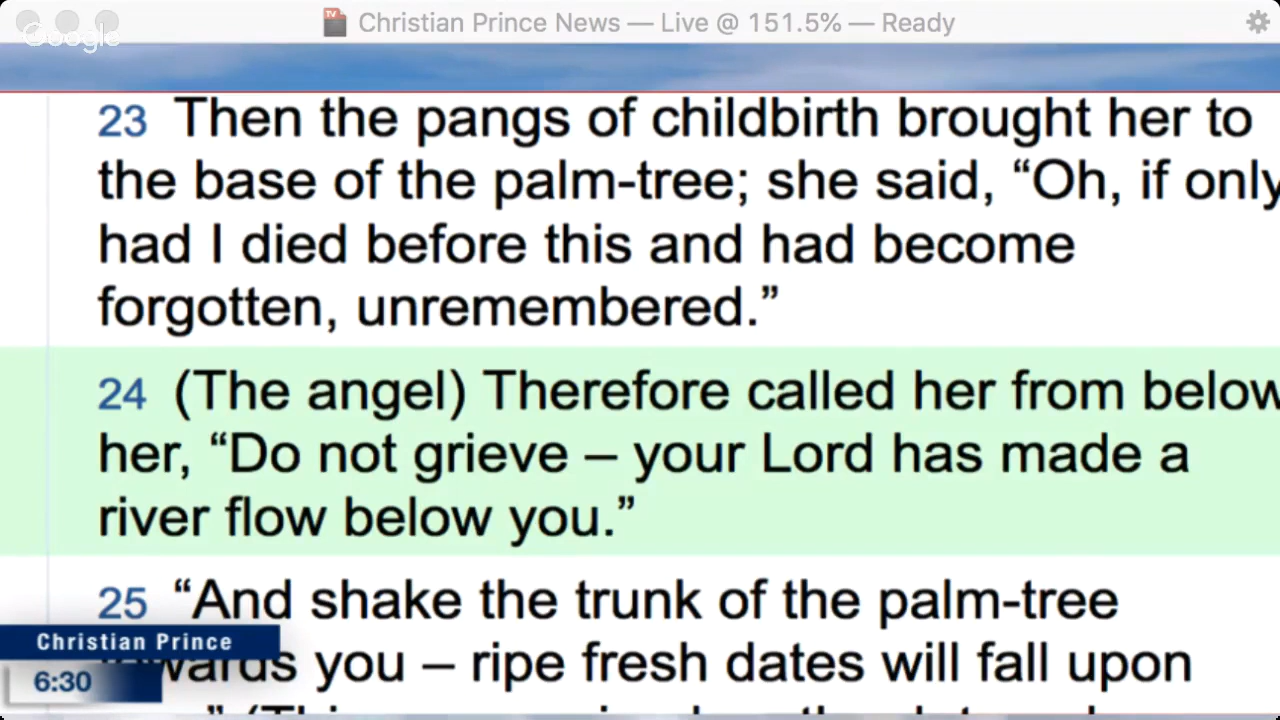 Christian Prince News — Live @ 151.5% — Ready
Google
23 Then the pangs of childbirth brought her to
the base of the palm-tree; she said, “Oh, if only
had I died before this and had become
forgotten, unremembered.”
24 (The angel) Therefore called her from below
her, “Do not grieve – your Lord has made a
river flow below you.”
25 “And shake the trunk of the palm-tree
Christian Prince
towards you – ripe fresh dates will fall upon
6:30